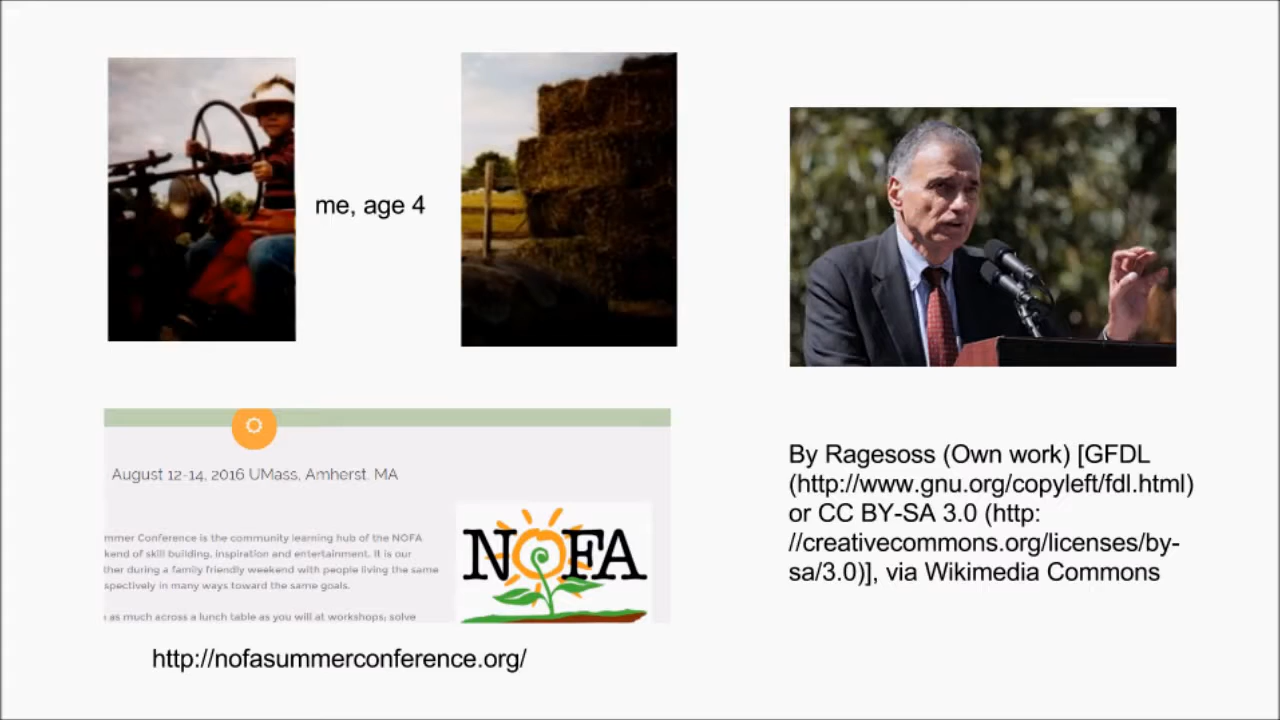 me, age 4
August 12-14, 2016 UMass, Amherst, MA
mmer Conference is the community learning hub of the NOFA
kend of skill building, inspiration and entertainment. It is our
ther during a family friendly weekend with people living the same
spectively in many ways toward the same goals.
as much across a lunch table as you will at workshops; solve
NOFA
http://nofasummerconference.org/
By Ragesoss (Own work) [GFDL
(http://www.gnu.org/copyleft/fdl.html)
or CC BY-SA 3.0 (http:
//creativecommons.org/licenses/by-
sa/3.0)], via Wikimedia Commons